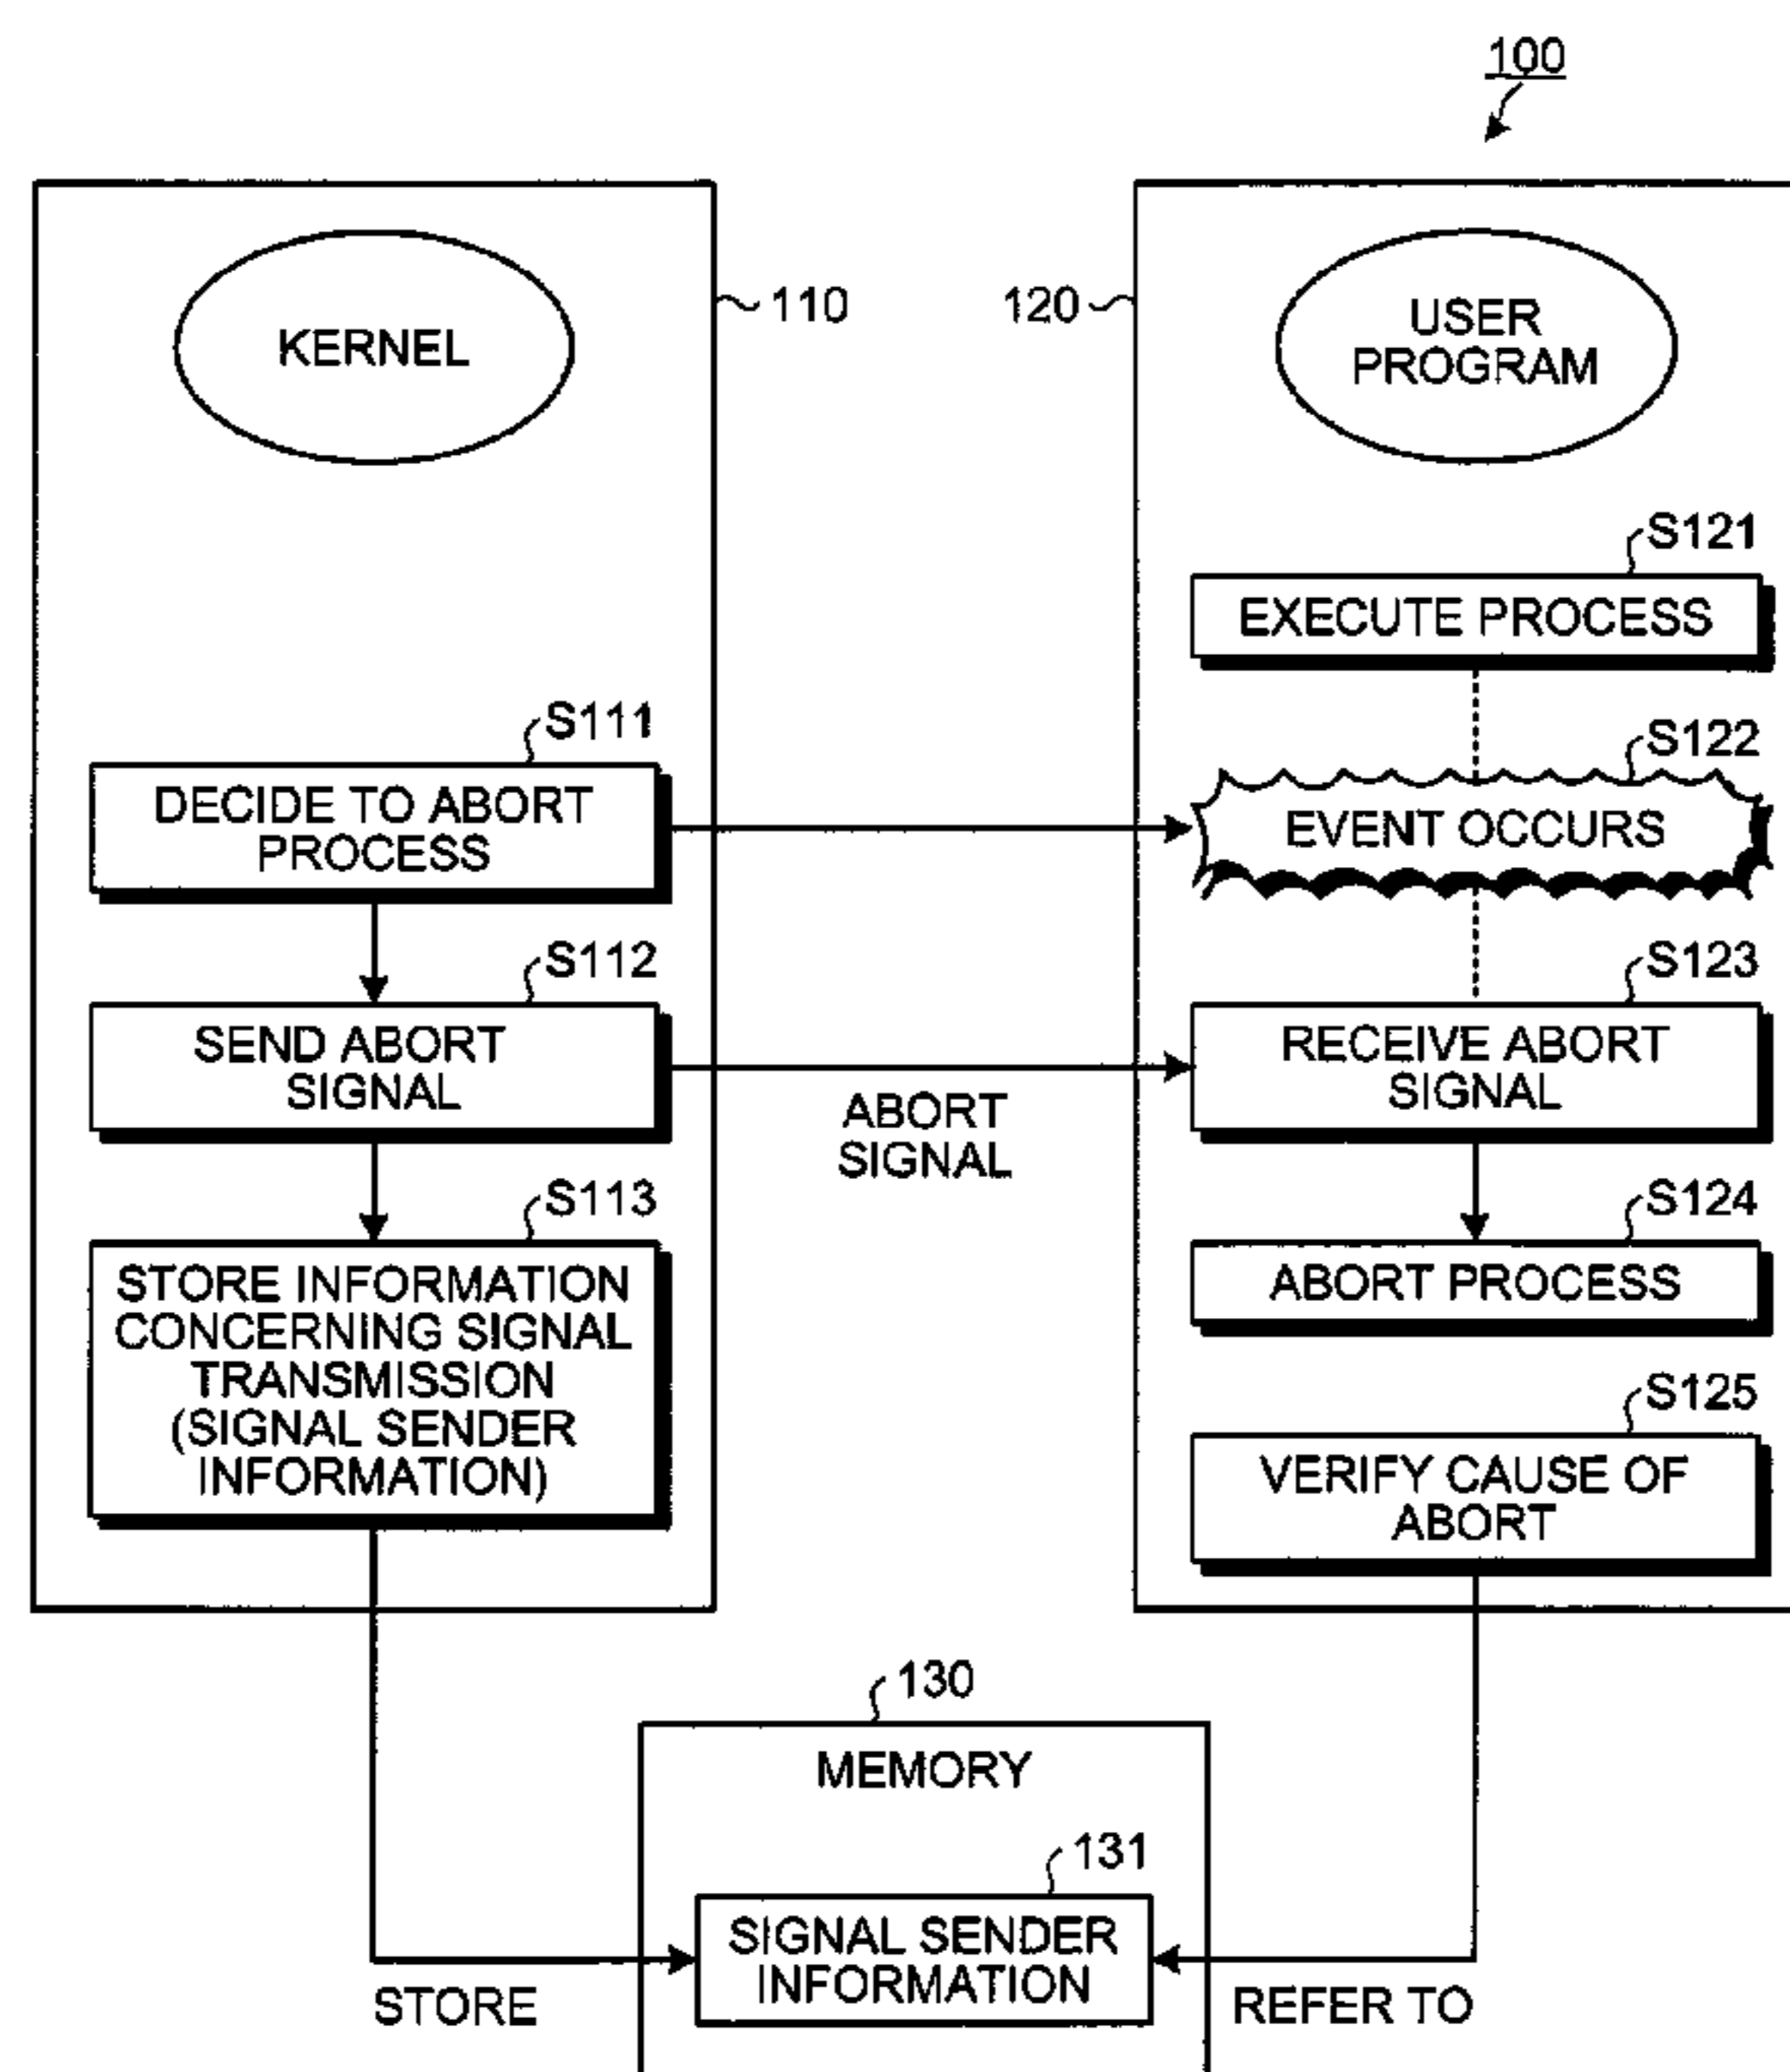 100
KERNEL
110
120
USER
PROGRAM
S121
EXECUTE PROCESS
S111
DECIDE TO ABORT
PROCESS
S122
EVENT OCCURS
S112
SEND ABORT
SIGNAL
ABORT
SIGNAL
S123
RECEIVE ABORT
SIGNAL
S113
STORE INFORMATION
CONCERNING SIGNAL
TRANSMISSION
(SIGNAL SENDER
INFORMATION)
S124
ABORT PROCESS
S125
VERIFY CAUSE OF
ABORT
130
MEMORY
131
SIGNAL SENDER
INFORMATION
STORE
REFER TO